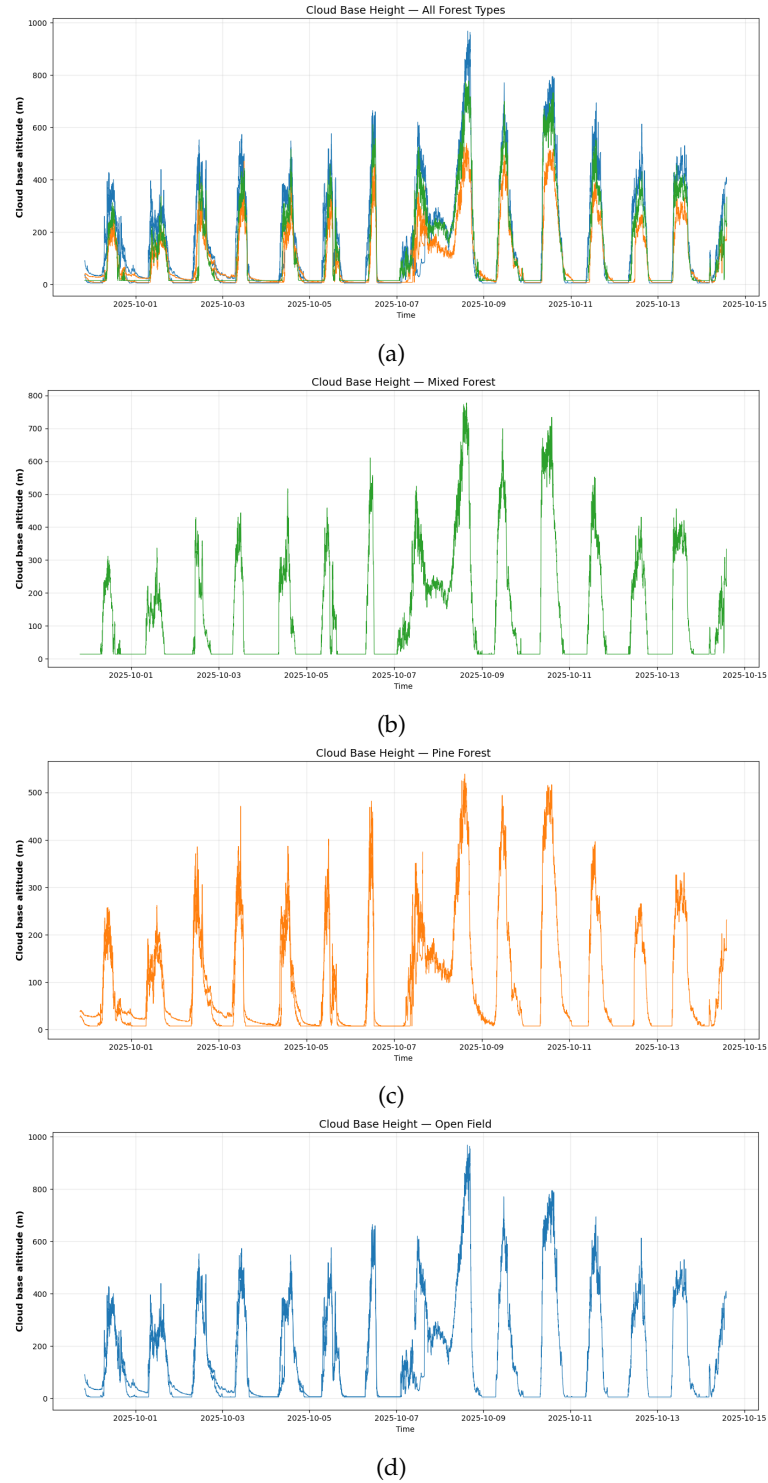 Cloud Base Height — All Forest Types
Cloud base altitude (m)
1000
800
600
400
200
0
2025-10-01 2025-10-03 2025-10-05 2025-10-07 2025-10-09 2025-10-11 2025-10-13 2025-10-15
Time
(a)
Cloud Base Height — Mixed Forest
Cloud base altitude (m)
800
700
600
500
400
300
200
100
0
2025-10-01 2025-10-03 2025-10-05 2025-10-07 2025-10-09 2025-10-11 2025-10-13 2025-10-15
Time
(b)
Cloud Base Height — Pine Forest
Cloud base altitude (m)
500
400
300
200
100
0
2025-10-01 2025-10-03 2025-10-05 2025-10-07 2025-10-09 2025-10-11 2025-10-13 2025-10-15
Time
(c)
Cloud Base Height — Open Field
Cloud base altitude (m)
1000
800
600
400
200
0
2025-10-01 2025-10-03 2025-10-05 2025-10-07 2025-10-09 2025-10-11 2025-10-13 2025-10-15
Time
(d)